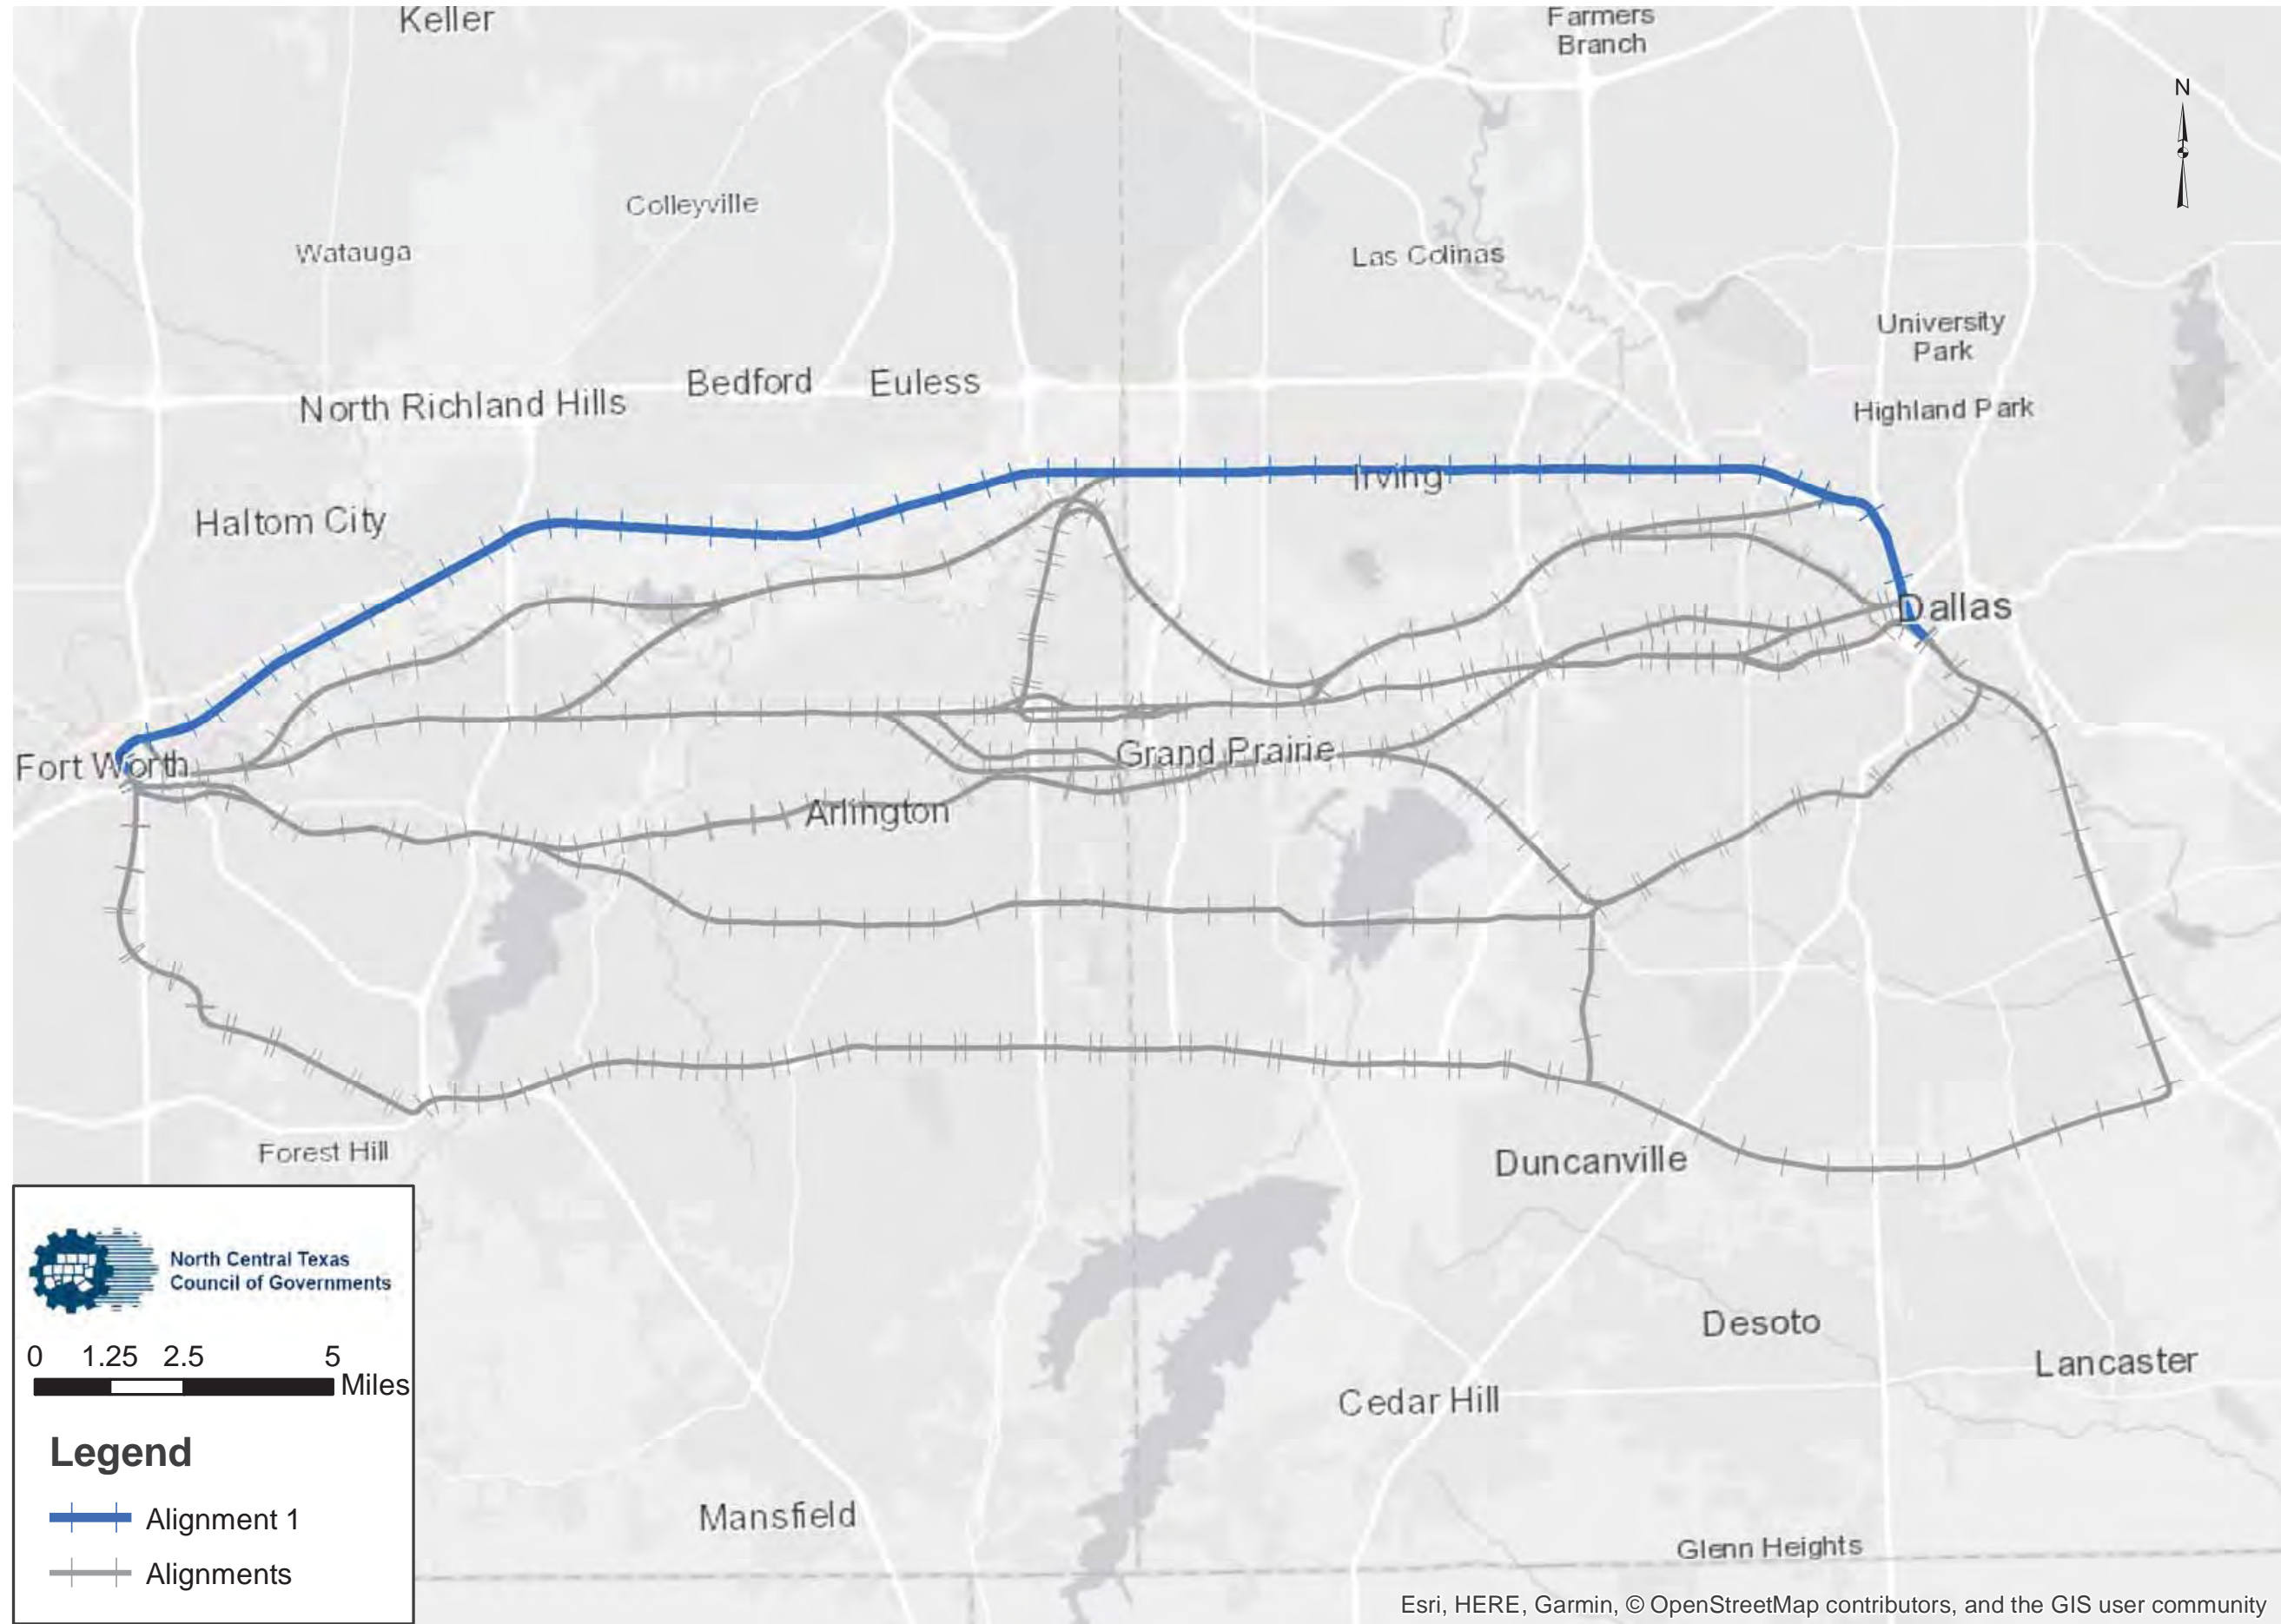 Keller
Farmers
Branch
N
Colleyville
Watauga
Las Colinas
University
Park
Bedford
Euless
North Richland Hills
Highland Park
Irving
Haltom City
Dallas
Fort Worth
Grand Prairie
Arlington
Forest Hill
Duncanville
North Central Texas
Council of Governments
Desoto
0 1.25 2.5 5
Miles
Lancaster
Cedar Hill
Legend
Alignment 1
Mansfield
Glenn Heights
Alignments
Esri, HERE, Garmin, © OpenStreetMap contributors, and the GIS user community